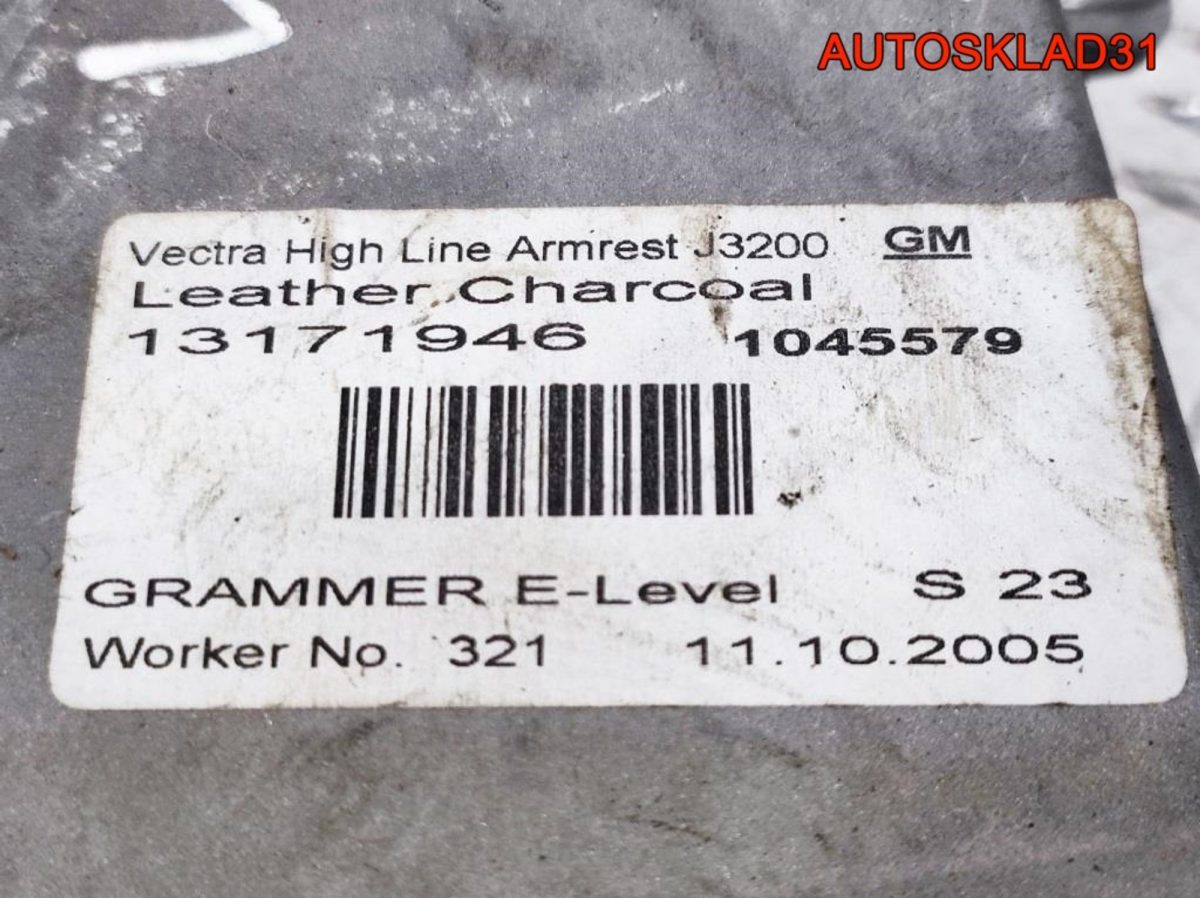 AUTOSKLAD31
Vectra High Line Armrest J3200 GM
Leather Charcoal
13171946 1045579
GRAMMER E-Level S 23
Worker No. 321 11.10.2005